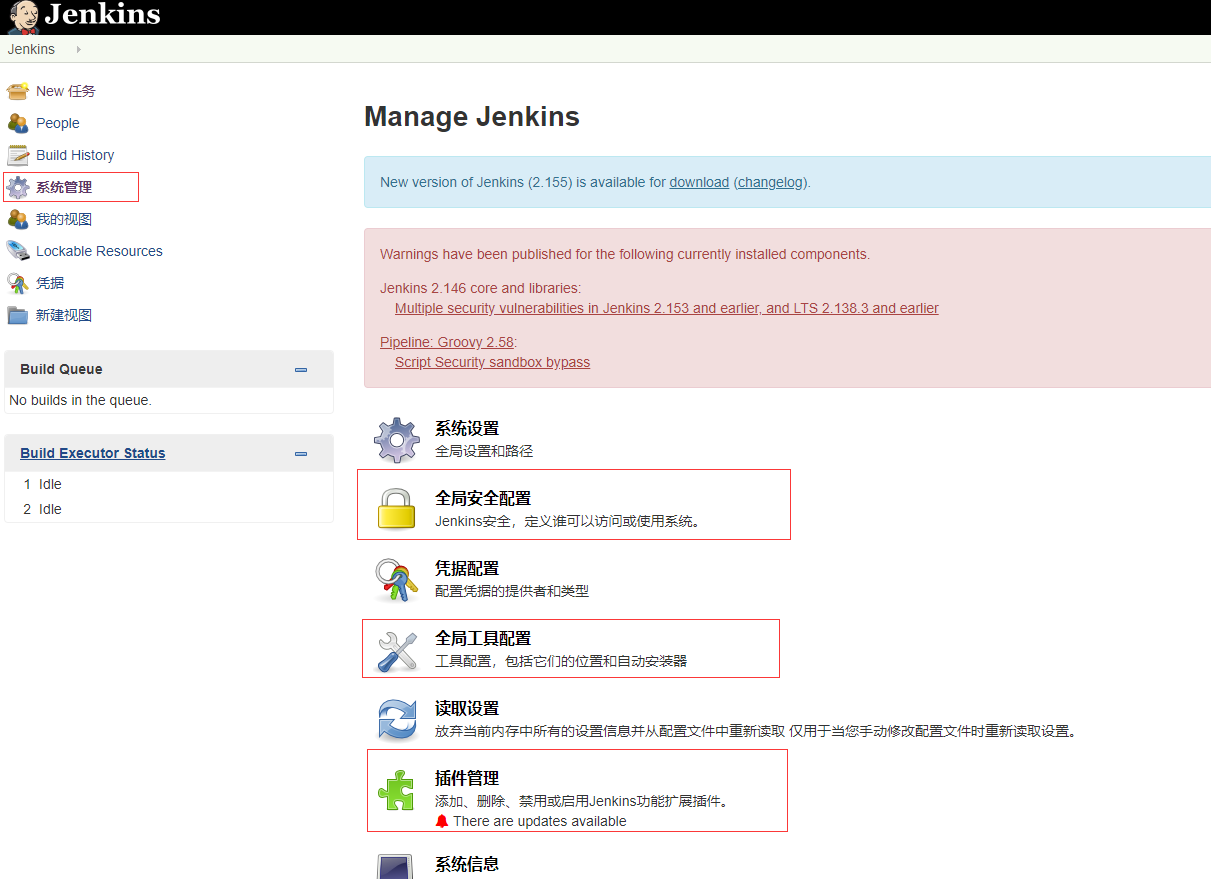 Jenkins
Jenkins
New 任务
People
Build History
系统管理
我的视图
Lockable Resources
凭据
新建视图
Build Queue
No builds in the queue.
Build Executor Status
1 Idle
2 Idle
Manage Jenkins
New version of Jenkins (2.155) is available for download (changelog).
Warnings have been published for the following currently installed components.
Jenkins 2.146 core and libraries:
Multiple security vulnerabilities in Jenkins 2.153 and earlier, and LTS 2.138.3 and earlier
Pipeline: Groovy 2.58:
Script Security sandbox bypass
系统设置
全局设置和路径
全局安全配置
Jenkins安全，定义谁可以访问或使用系统。
凭据配置
配置凭据的提供者和类型
全局工具配置
工具配置，包括它们的位置和自动安装器
读取设置
放弃当前内存中所有的设置信息并从配置文件中重新读取 仅用于当您手动修改配置文件时重新读取设置。
插件管理
添加、删除、禁用或启用Jenkins功能扩展插件。
There are updates available
系统信息